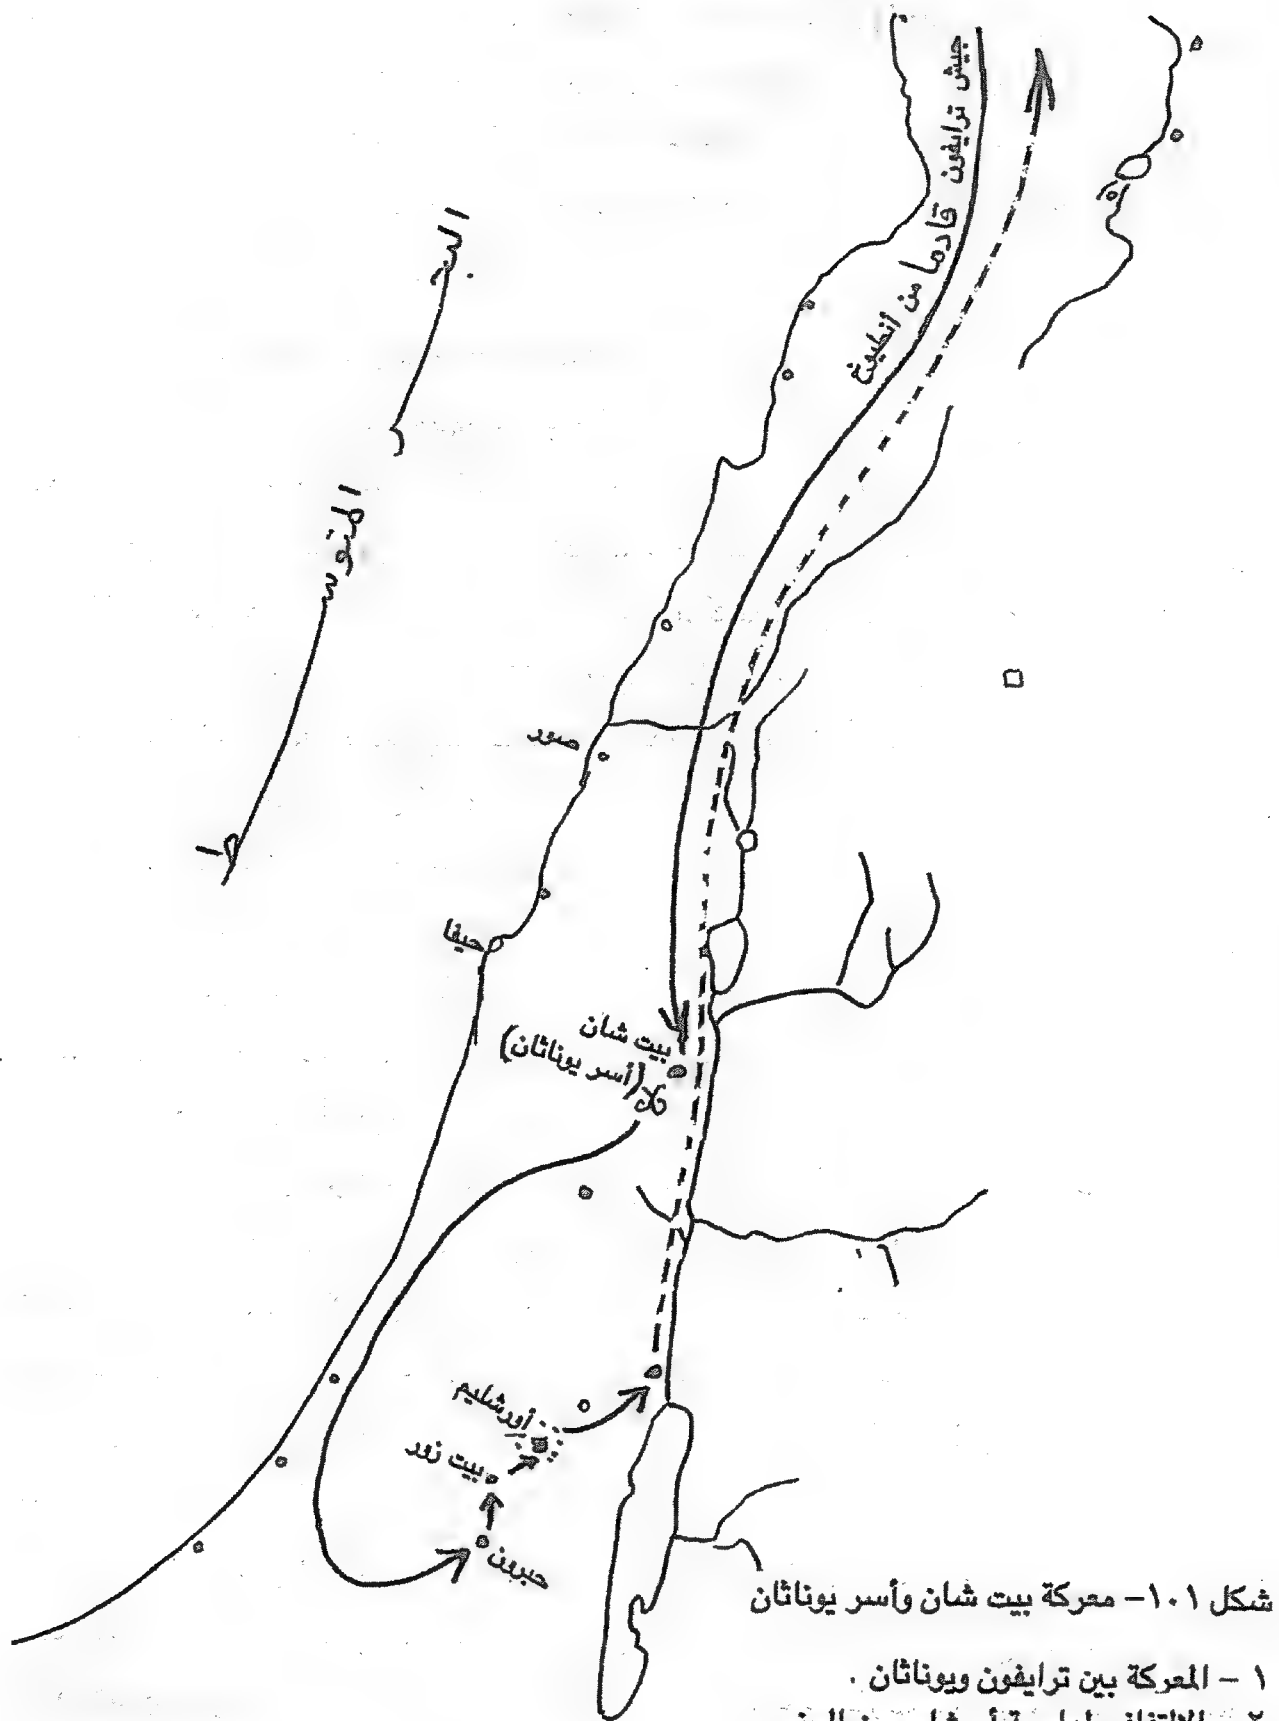 جيش ترايفون قادما من أنطيوخ
البحر
المتوسط
صور
حيفا
بيت شان
(أسر يوناثان)
أورشليم
بيت زور
حبرون
شكل ١٠١- معركة بيت شان وأسر يوناثان
١ - المعركة بين ترايفون ويوناثان .